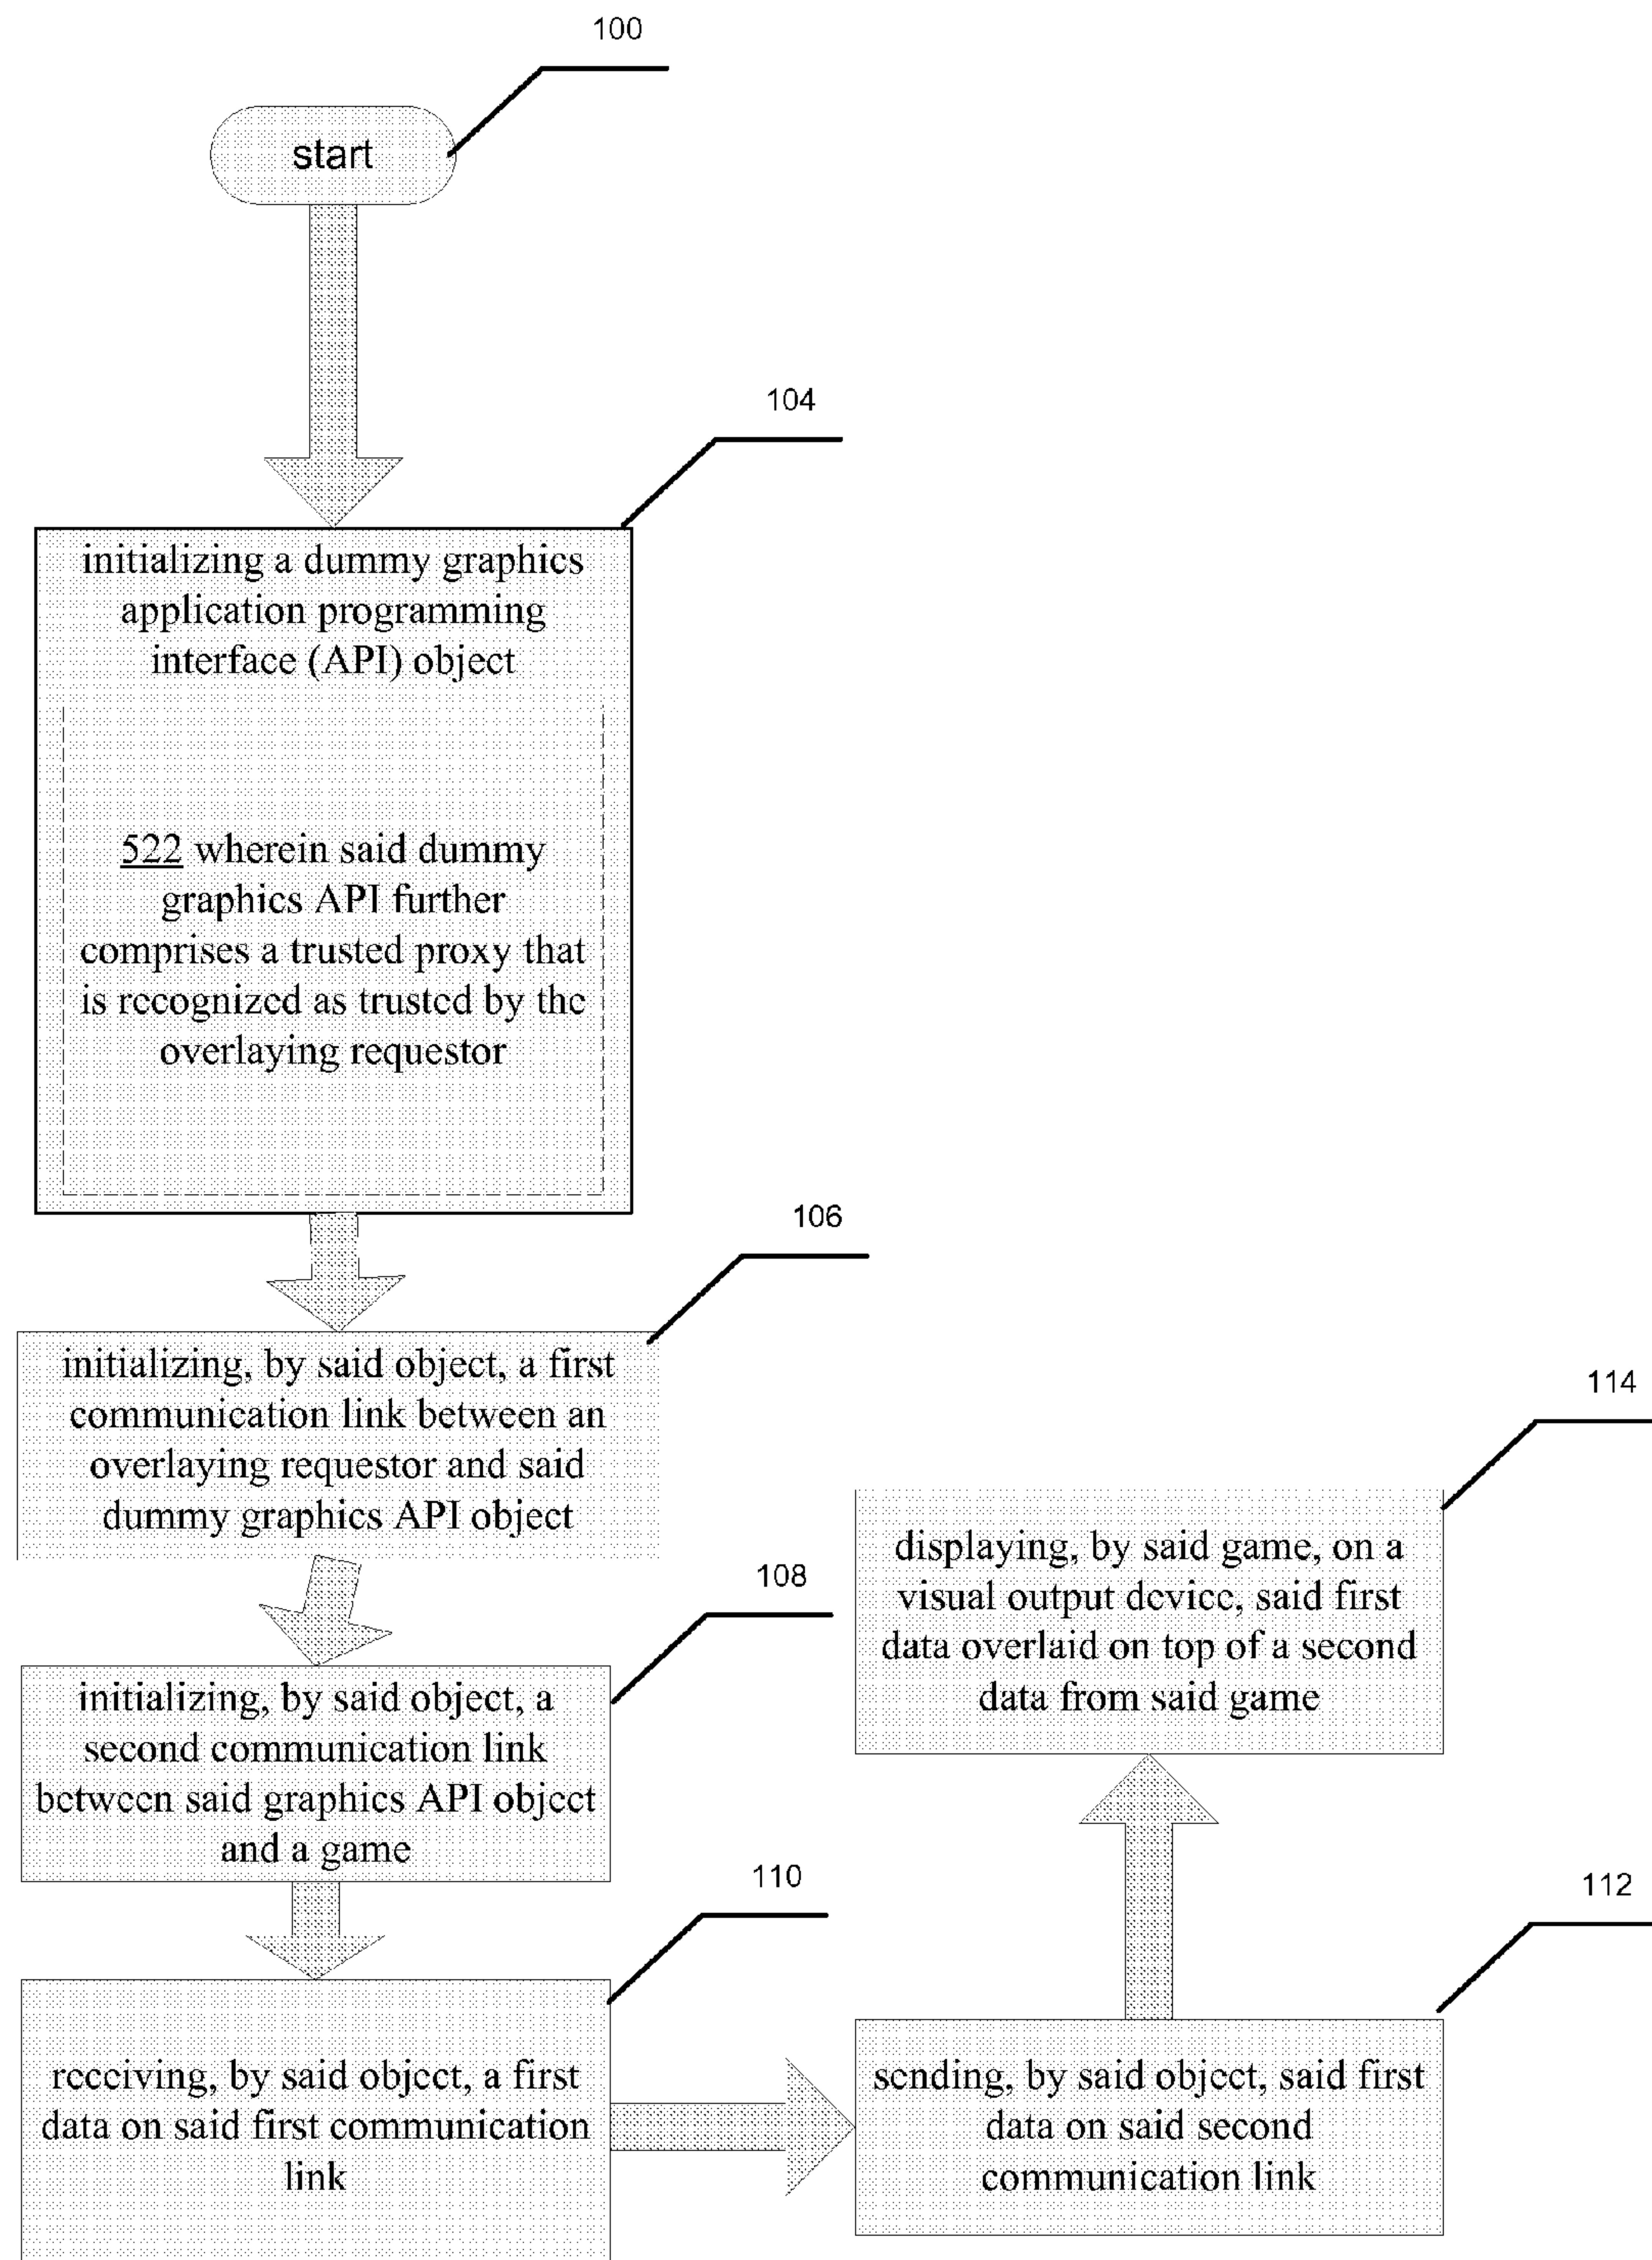 100
start
104
initializing a dummy graphics
application programming
interface (API) object
522 wherein said dummy
graphics API further
comprises a trusted proxy that
is recognized as trusted by the
overlaying requestor
106
initializing, by said object, a first
communication link between an
overlaying requestor and said
dummy graphics API object
108
initializing, by said object, a
second communication link
between said graphics API object
and a game
110
receiving, by said object, a first
data on said first communication
link
112
sending, by said object, said first
data on said second
communication link
114
displaying, by said game, on a
visual output device, said first
data overlaid on top of a second
data from said game